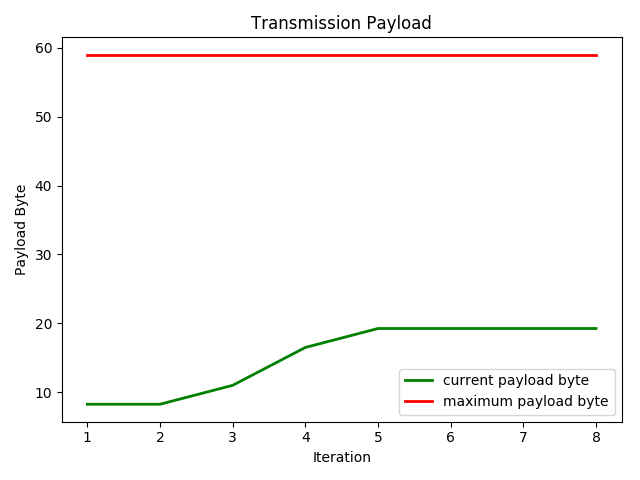 Transmission Payload
60
50
40
30
20
10
Payload Byte
current payload byte
maximum payload byte
1 2 3 4 5 6 7 8
Iteration